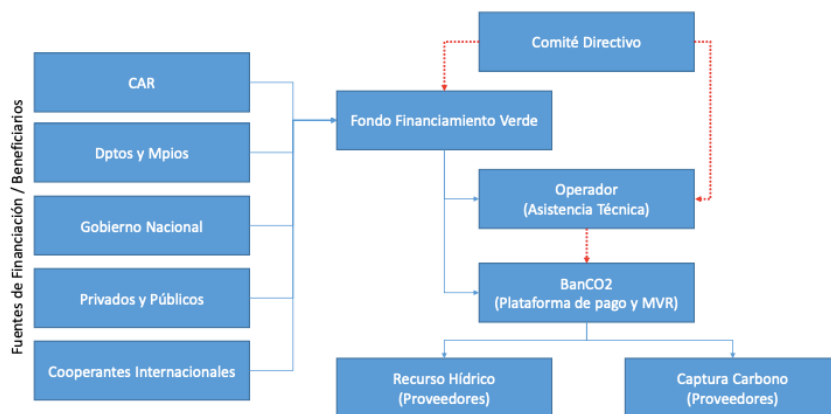 Fuentes de Financiación / Beneficiarios
CAR
Dptos y Mpios
Gobierno Nacional
Privados y Públicos
Cooperantes Internacionales
Comité Directivo
Fondo Financiamiento Verde
Operador
(Asistencia Técnica)
BanCO2
(Plataforma de pago y MVR)
Recurso Hídrico
(Proveedores)
Captura Carbono
(Proveedores)